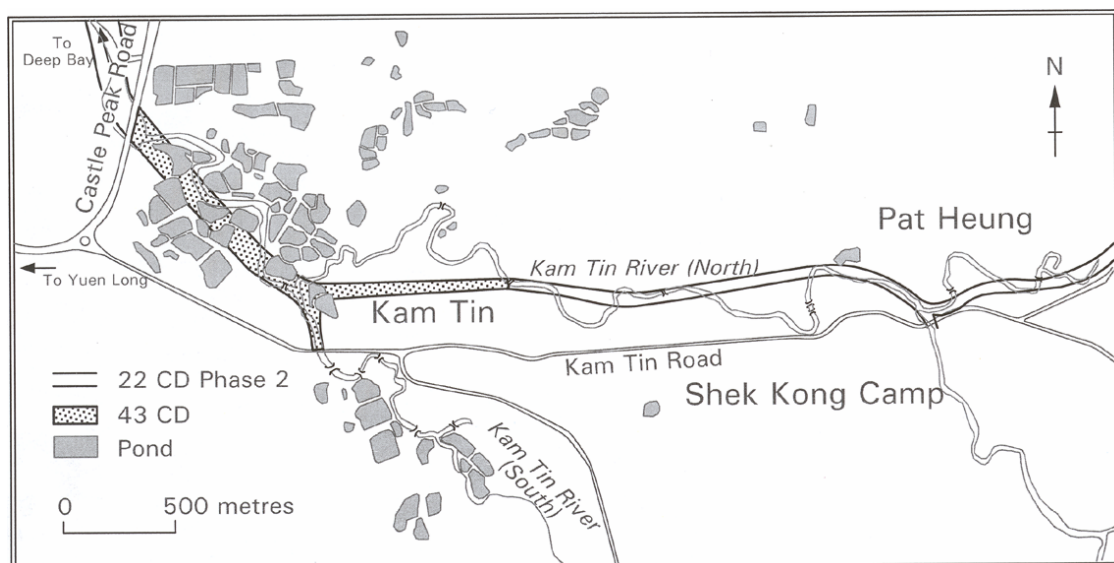 To
Deep Bay
Castle Peak Road
N
Pat Heung
To Yuen Long
Kam Tin River (North)
Kam Tin
Kam Tin Road
Shek Kong Camp
22 CD Phase 2
43 CD
Pond
Kam Tin River
(South)
0 500 metres